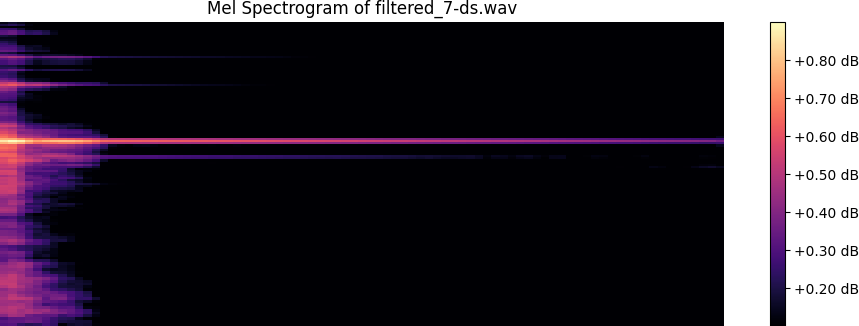 Mel Spectrogram of filtered_7-ds.wav
+0.80 dB
+0.70 dB
+0.60 dB
+0.50 dB
+0.40 dB
+0.30 dB
+0.20 dB